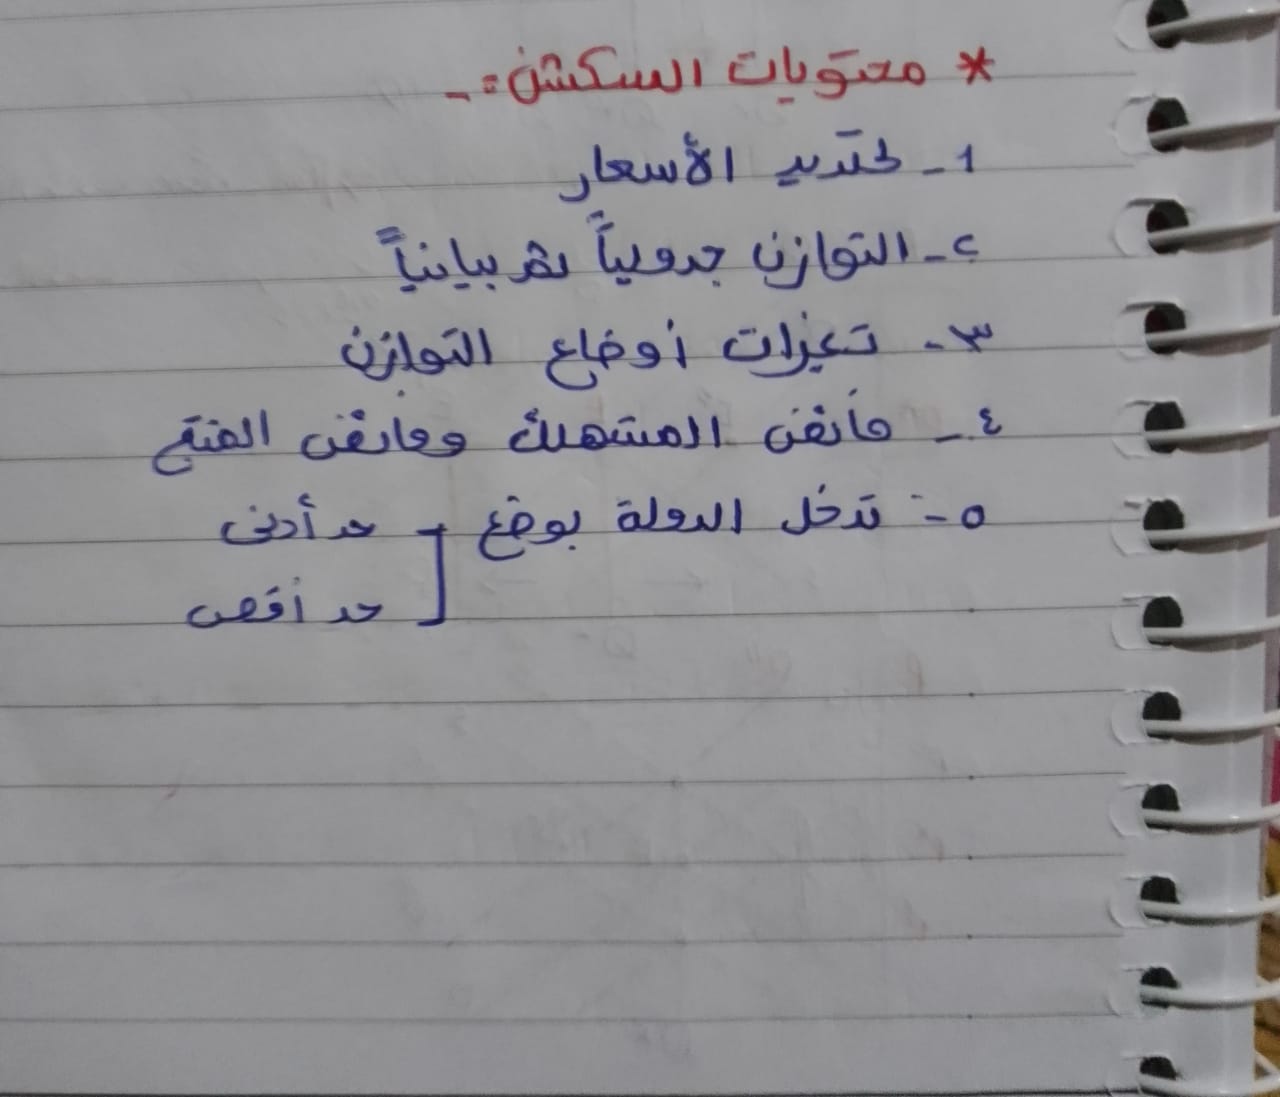 * محتويات السكشن :-
١- تحديد الأسعار
٢- التوازن جدولياً ثم بيانياً
٣- تغيرات أوضاع التوازن
٤- فائض المستهلك وفائض المنتج
٥- تدخل الدولة بوضع حد أدنى
حد أقصى